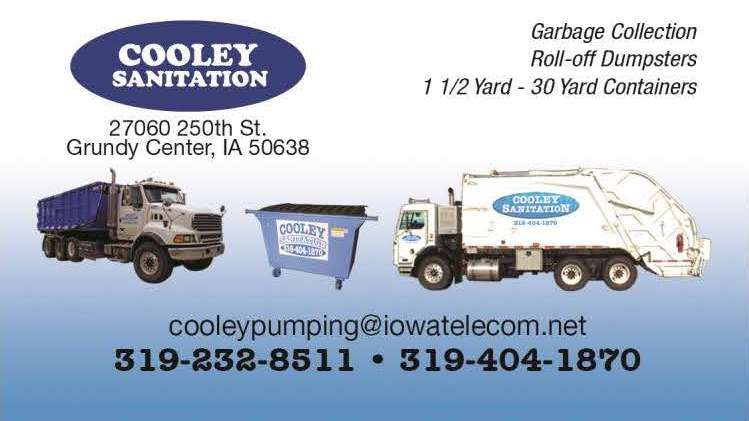 COOLEY
SANITATION
27060 250th St.
Grundy Center, IA 50638
Garbage Collection
Roll-off Dumpsters
1 1/2 Yard - 30 Yard Containers
COOLEY
SANITATION
319-404-1870
COOLEY
SANITATION
319-404-1870
cooleypumping@iowatelecom.net
319-232-8511 • 319-404-1870